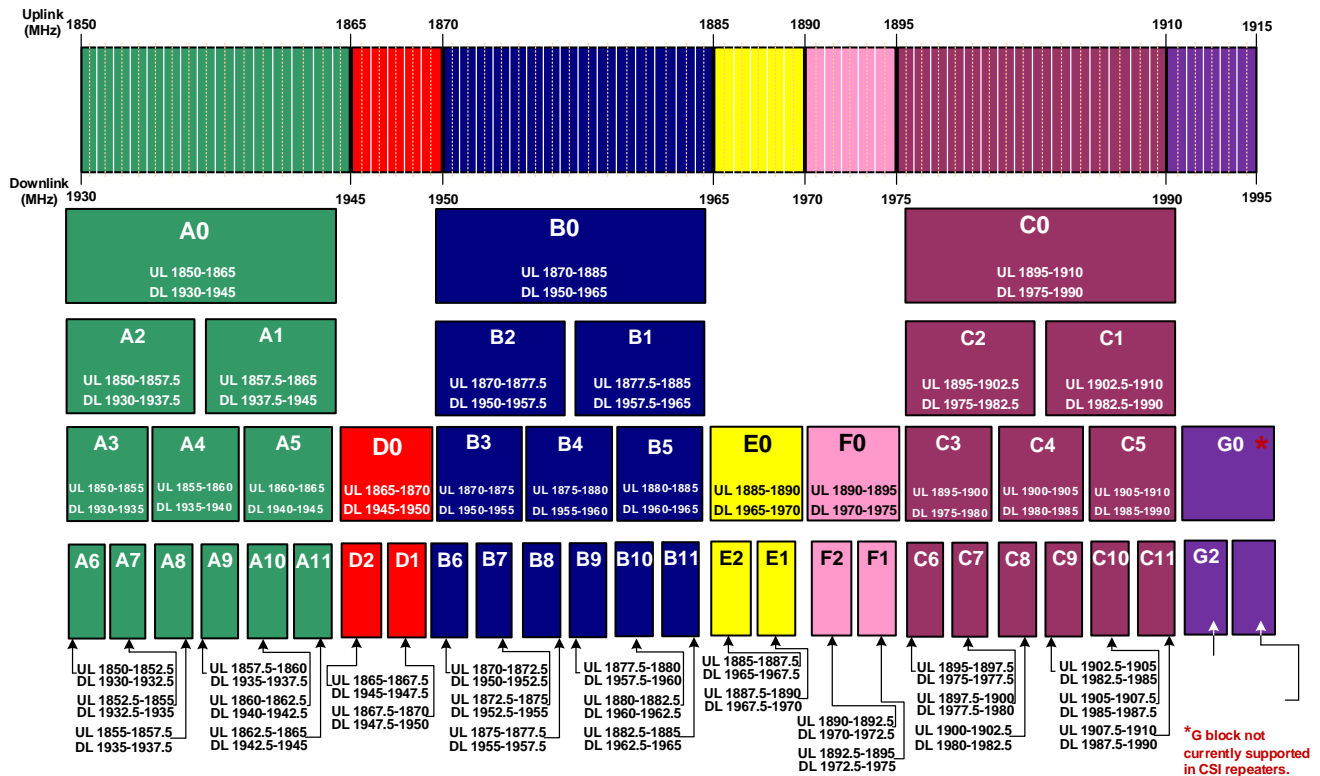 Uplink
(MHz)
1850 1865 1870 1885 1890 1895 1910 1915
Downlink
(MHz)
1930 1945 1950 1965 1970 1975 1990 1995
A0
UL 1850-1865
DL 1930-1945
B0
UL 1870-1885
DL 1950-1965
C0
UL 1895-1910
DL 1975-1990
A2
UL 1850-1857.5
DL 1930-1937.5
A1
UL 1857.5-1865
DL 1937.5-1945
B2
UL 1870-1877.5
DL 1950-1957.5
B1
UL 1877.5-1885
DL 1957.5-1965
C2
UL 1895-1902.5
DL 1975-1982.5
C1
UL 1902.5-1910
DL 1982.5-1990
A3
UL 1850-1855
DL 1930-1935
A4
UL 1855-1860
DL 1935-1940
A5
UL 1860-1865
DL 1940-1945
D0
UL 1865-1870
DL 1945-1950
B3
UL 1870-1875
DL 1950-1955
B4
UL 1875-1880
DL 1955-1960
B5
UL 1880-1885
DL 1960-1965
E0
UL 1885-1890
DL 1965-1970
F0
UL 1890-1895
DL 1970-1975
C3
UL 1895-1900
DL 1975-1980
C4
UL 1900-1905
DL 1980-1985
C5
UL 1905-1910
DL 1985-1990
G0 *
A6 A7 A8 A9 A10 A11 D2 D1 B6 B7 B8 B9 B10 B11 E2 E1 F2 F1 C6 C7 C8 C9 C10 C11 G2
UL 1850-1852.5
DL 1930-1932.5
UL 1852.5-1855
DL 1932.5-1935
UL 1855-1857.5
DL 1935-1937.5
UL 1857.5-1860
DL 1935-1937.5
UL 1860-1862.5
DL 1940-1942.5
UL 1862.5-1865
DL 1942.5-1945
UL 1865-1867.5
DL 1945-1947.5
UL 1867.5-1870
DL 1947.5-1950
UL 1870-1872.5
DL 1950-1952.5
UL 1872.5-1875
DL 1952.5-1955
UL 1875-1877.5
DL 1955-1957.5
UL 1877.5-1880
DL 1957.5-1960
UL 1880-1882.5
DL 1960-1962.5
UL 1882.5-1885
DL 1962.5-1965
UL 1885-1887.5
DL 1965-1967.5
UL 1887.5-1890
DL 1967.5-1970
UL 1890-1892.5
DL 1970-1972.5
UL 1892.5-1895
DL 1972.5-1975
UL 1895-1897.5
DL 1975-1977.5
UL 1897.5-1900
DL 1977.5-1980
UL 1900-1902.5
DL 1980-1982.5
UL 1902.5-1905
DL 1982.5-1985
UL 1905-1907.5
DL 1985-1987.5
UL 1907.5-1910
DL 1987.5-1990
*G block not
currently supported
in CSI repeaters.